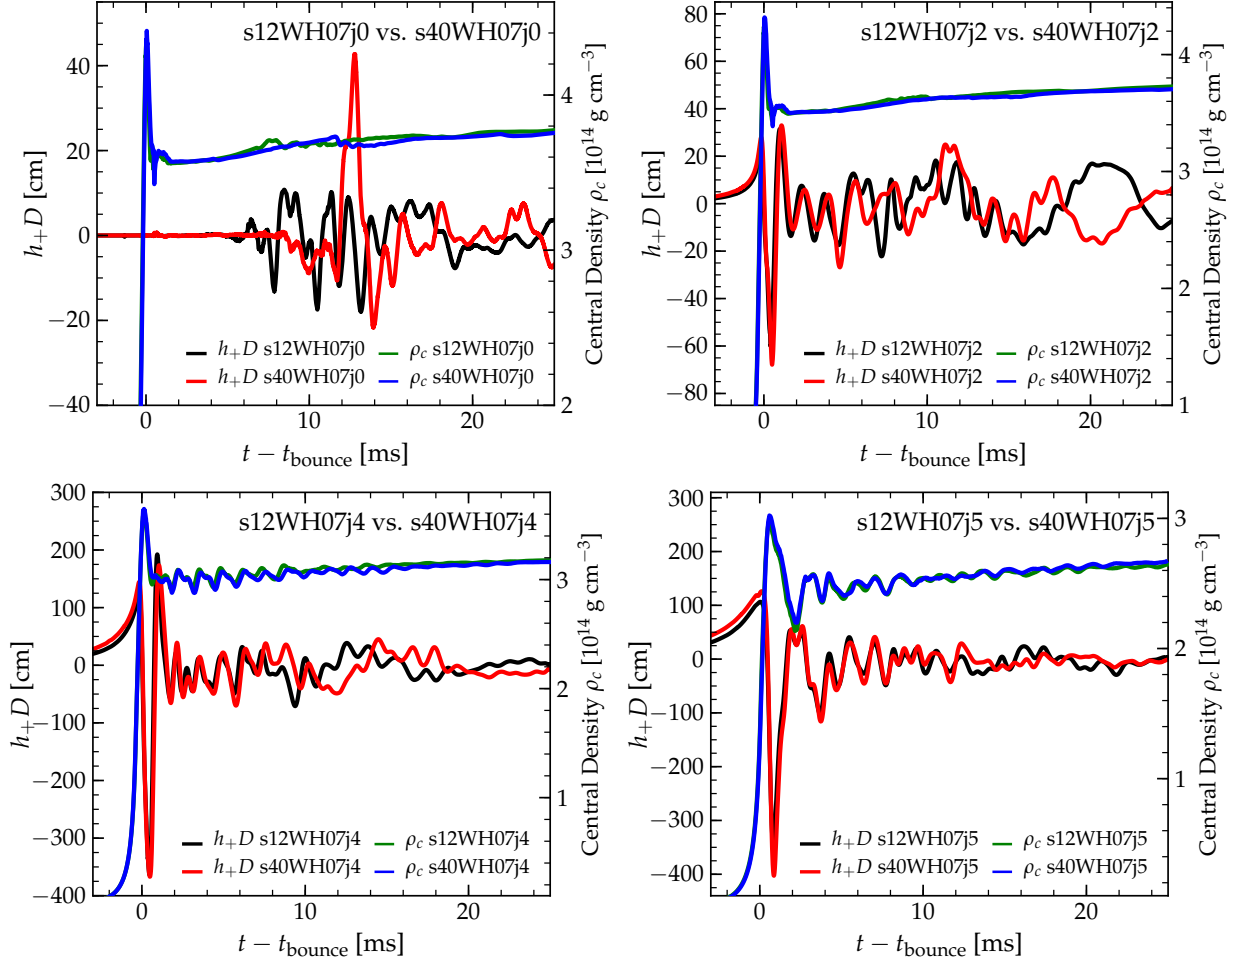 s12WH07j0 vs. s40WH07j0
40
20
0
−20
−40
4
3
2
0
10
20
h+D [cm]
Central Density ρc [10^14 g cm^−3]
h+D s12WH07j0
ρc s12WH07j0
h+D s40WH07j0
ρc s40WH07j0
t − tbounce [ms]
s12WH07j2 vs. s40WH07j2
80
60
40
20
0
−20
−40
−60
−80
4
3
2
1
0
10
20
h+D [cm]
Central Density ρc [10^14 g cm^−3]
h+D s12WH07j2
ρc s12WH07j2
h+D s40WH07j2
ρc s40WH07j2
t − tbounce [ms]
s12WH07j4 vs. s40WH07j4
300
200
100
0
−100
−200
−300
−400
3
2
1
0
10
20
h+D [cm]
Central Density ρc [10^14 g cm^−3]
h+D s12WH07j4
ρc s12WH07j4
h+D s40WH07j4
ρc s40WH07j4
t − tbounce [ms]
s12WH07j5 vs. s40WH07j5
300
200
100
0
−100
−200
−300
−400
3
2
1
0
10
20
h+D [cm]
Central Density ρc [10^14 g cm^−3]
h+D s12WH07j5
ρc s12WH07j5
h+D s40WH07j5
ρc s40WH07j5
t − tbounce [ms]